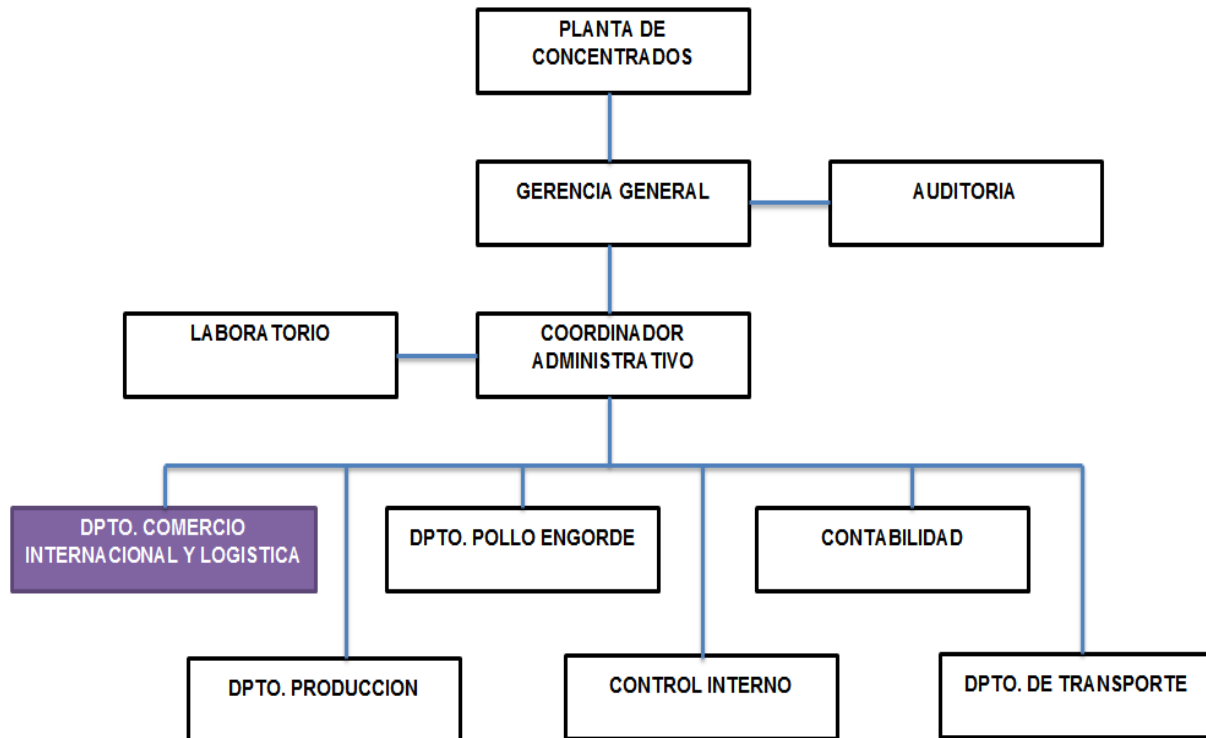 PLANTA DE
CONCENTRADOS
GERENCIA GENERAL
AUDITORIA
LABORATORIO
COORDINADOR
ADMINISTRATIVO
DPTO. COMERCIO
INTERNACIONAL Y LOGISTICA
DPTO. POLLO ENGORDE
CONTABILIDAD
DPTO. PRODUCCION
CONTROL INTERNO
DPTO. DE TRANSPORTE